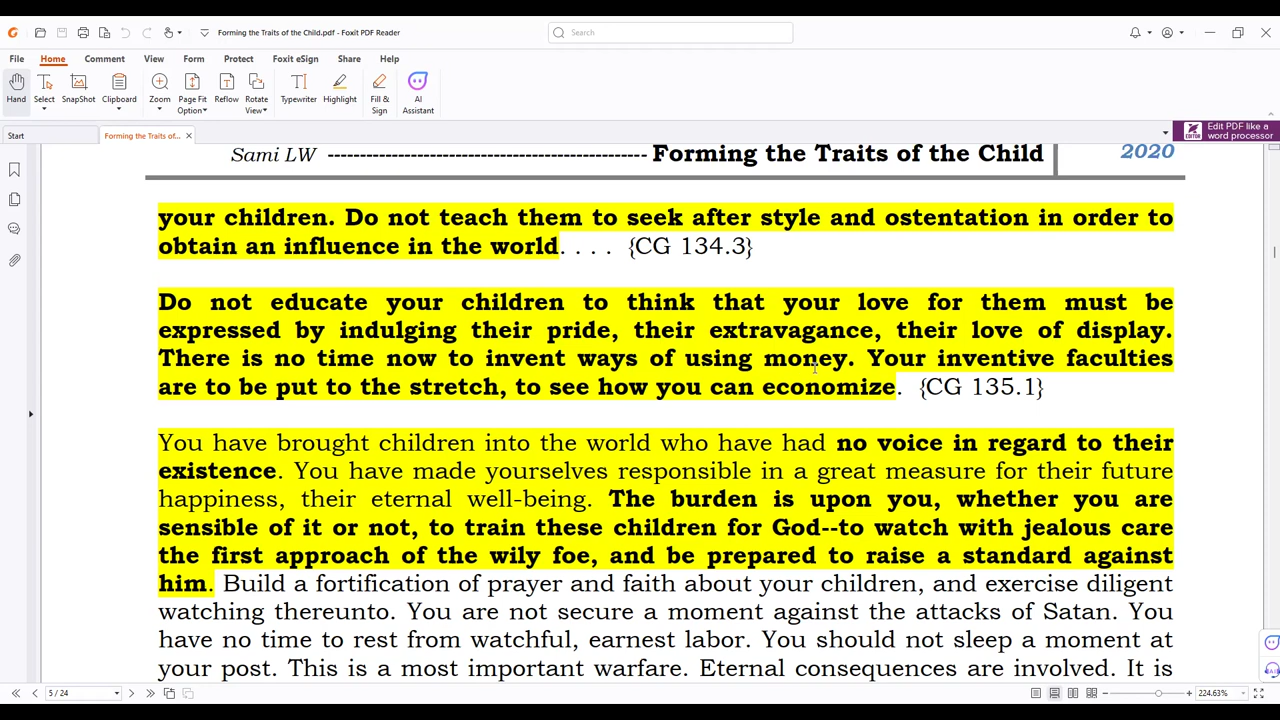 Forming the Traits of the Child.pdf - Foxit PDF Reader
Search
File Home Comment View Form Protect Foxit eSign Share Help
Hand Select SnapShot Clipboard Zoom Page Fit Option Reflow Rotate View Typewriter Highlight Fill & Sign AI Assistant
Start
Forming the Traits of...
EDITOR
Edit PDF like a
word processor
Sami LW -------------------------------------------------- Forming the Traits of the Child 2020
your children. Do not teach them to seek after style and ostentation in order to
obtain an influence in the world. . . . {CG 134.3}
Do not educate your children to think that your love for them must be
expressed by indulging their pride, their extravagance, their love of display.
There is no time now to invent ways of using money. Your inventive faculties
are to be put to the stretch, to see how you can economize. {CG 135.1}
You have brought children into the world who have had no voice in regard to their
existence. You have made yourselves responsible in a great measure for their future
happiness, their eternal well-being. The burden is upon you, whether you are
sensible of it or not, to train these children for God--to watch with jealous care
the first approach of the wily foe, and be prepared to raise a standard against
him. Build a fortification of prayer and faith about your children, and exercise diligent
watching thereunto. You are not secure a moment against the attacks of Satan. You
have no time to rest from watchful, earnest labor. You should not sleep a moment at
your post. This is a most important warfare. Eternal consequences are involved. It is
5 / 24
224.63%